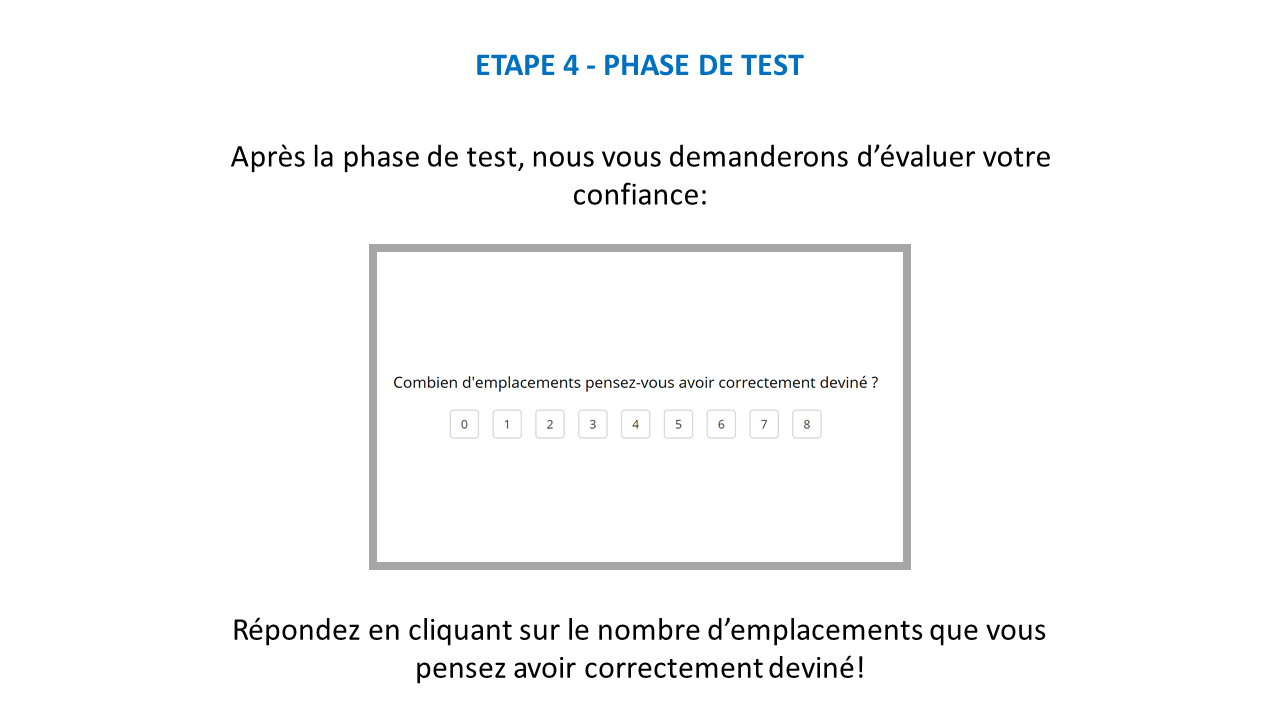 ETAPE 4 - PHASE DE TEST
Après la phase de test, nous vous demanderons d’évaluer votre
confiance:
Combien d'emplacements pensez-vous avoir correctement deviné ?
0 1 2 3 4 5 6 7 8
Répondez en cliquant sur le nombre d’emplacements que vous
pensez avoir correctement deviné!